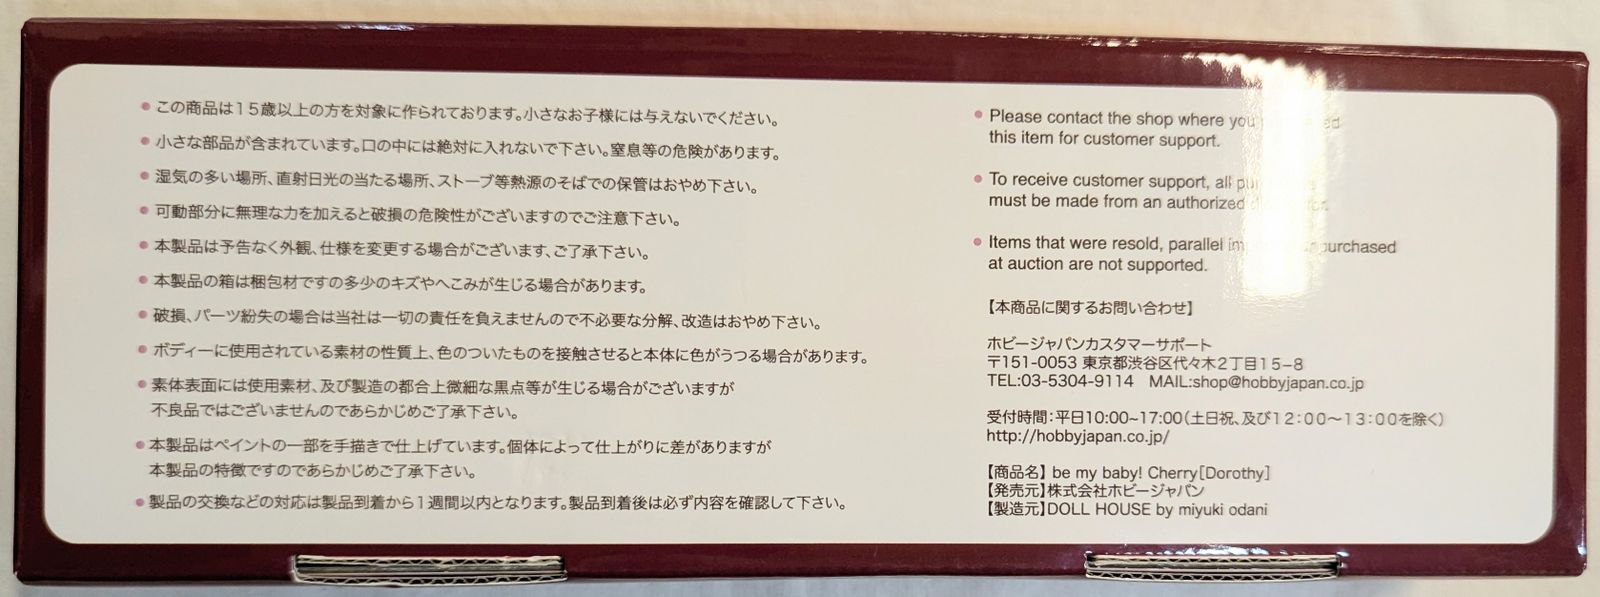 ● この商品は15歳以上の方を対象に作られております。小さなお子様には与えないでください。
● 小さな部品が含まれています。口の中には絶対に入れないで下さい。窒息等の危険があります。
● 湿気の多い場所、直射日光の当たる場所、ストーブ等熱源のそばでの保管はおやめ下さい。
● 可動部分に無理な力を加えると破損の危険性がございますのでご注意下さい。
● 本製品は予告なく外観、仕様を変更する場合がございます、ご了承下さい。
● 本製品の箱は梱包材ですの多少のキズやへこみが生じる場合があります。
● 破損、パーツ紛失の場合は当社は一切の責任を負えませんので不必要な分解、改造はおやめ下さい。
● ボディーに使用されている素材の性質上、色のついたものを接触させると本体に色がうつる場合があります。
● 素体表面には使用素材、及び製造の都合上微細な黒点等が生じる場合がございますが
不良品ではございませんのであらかじめご了承下さい。
● 本製品はペイントの一部を手描きで仕上げています。個体によって仕上がりに差がありますが
本製品の特徴ですのであらかじめご了承下さい。
● 製品の交換などの対応は製品到着から1週間以内となります。製品到着後は必ず内容を確認して下さい。
● Please contact the shop where you
this item for customer support.
● To receive customer support, all
must be made from an authorized
● Items that were resold, parallel purchased
at auction are not supported.
【本商品に関するお問い合わせ】
ホビージャパンカスタマーサポート
〒151-0053 東京都渋谷区代々木2丁目15-8
TEL:03-5304-9114 MAIL:shop@hobbyjapan.co.jp
受付時間:平日10:00~17:00(土日祝、及び12:00〜13:00を除く)
http://hobbyjapan.co.jp/
【商品名】 be my baby! Cherry[Dorothy]
【発売元】株式会社ホビージャパン
【製造元】DOLL HOUSE by miyuki odani